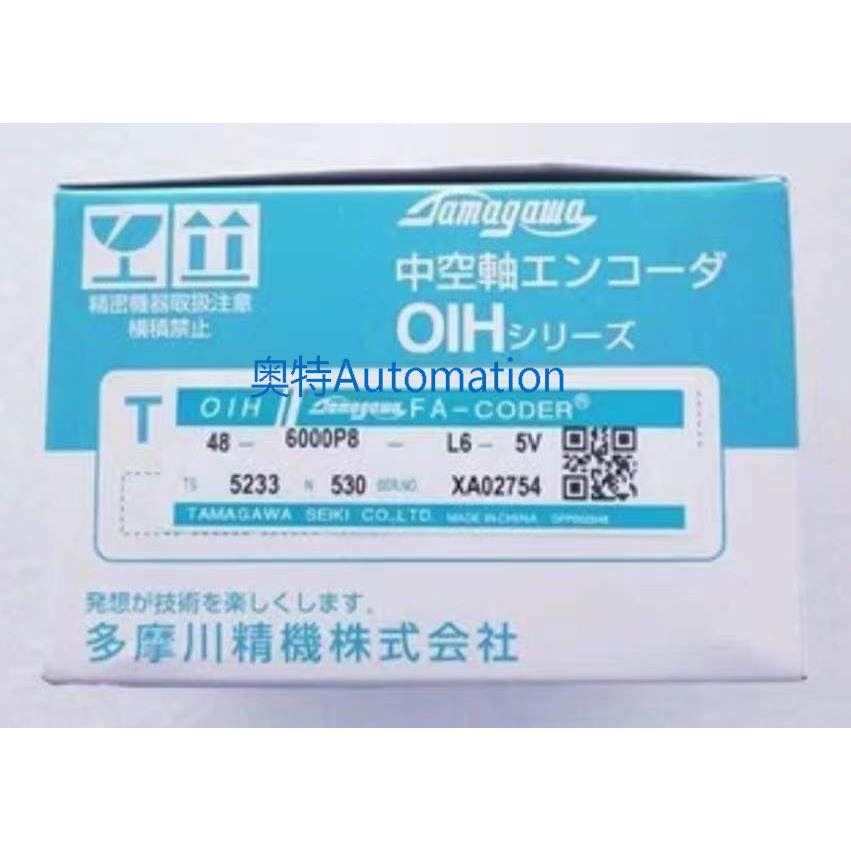 Tamagawa
中空軸エンコーダ
OIHシリーズ
精密機器取扱注意
横積禁止
奥特Automation
T
OIH Tamagawa FA-CODER®
48 - 6000P8 - L6 - 5V
TS 5233 N 530 SER.NO. XA02754
TAMAGAWA SEIKI CO.,LTD. MADE IN CHINA
発想が技術を楽しくします。
多摩川精機株式会社